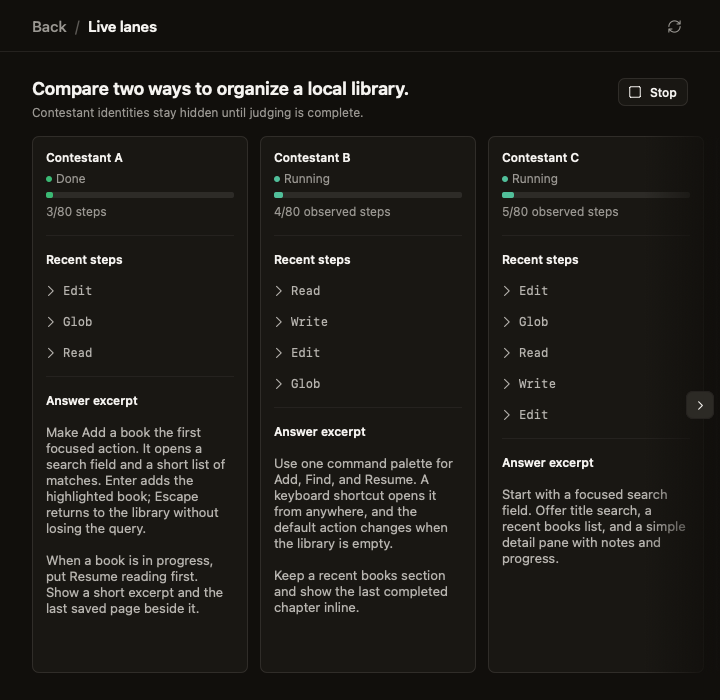 Back / Live lanes
Compare two ways to organize a local library.
Stop
Contestant identities stay hidden until judging is complete.
Contestant A
Done
3/80 steps
Recent steps
Edit
Glob
Read
Answer excerpt
Make Add a book the first
focused action. It opens a
search field and a short list of
matches. Enter adds the
highlighted book; Escape
returns to the library without
losing the query.
When a book is in progress,
put Resume reading first.
Show a short excerpt and the
last saved page beside it.
Contestant B
Running
4/80 observed steps
Recent steps
Read
Write
Edit
Glob
Answer excerpt
Use one command palette for
Add, Find, and Resume. A
keyboard shortcut opens it
from anywhere, and the
default action changes when
the library is empty.
Keep a recent books section
and show the last completed
chapter inline.
Contestant C
Running
5/80 observed steps
Recent steps
Edit
Glob
Read
Write
Edit
Answer excerpt
Start with a focused search
field. Offer title search, a
recent books list, and a simple
detail pane with notes and
progress.